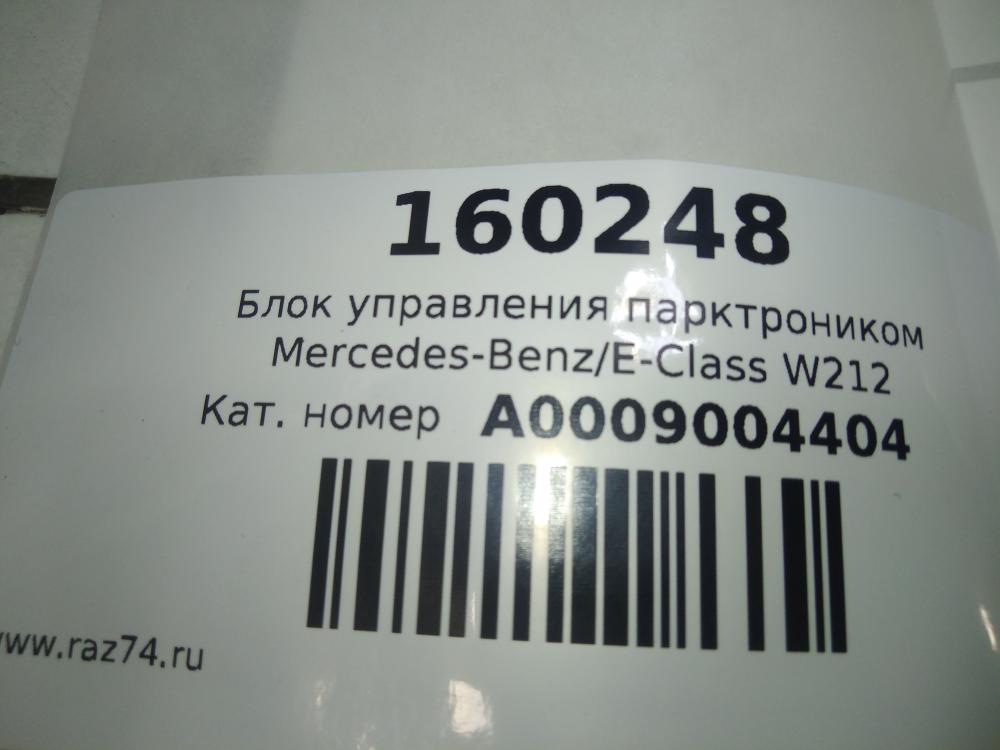 160248
Блок управления парктроником
Mercedes-Benz/E-Class W212
Кат. номер A0009004404
www.raz74.ru